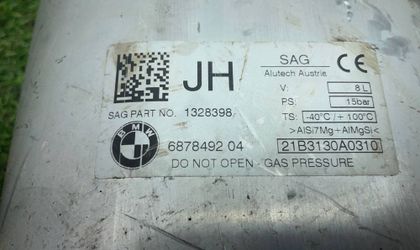 JH
SAG
Alutech Austria
CE
V: 8 L
PS: 15bar
SAG PART NO. 1328398
TS: -40°C / + 100°C
>AlSi7Mg+AlMgSi<
BMW
6878492 04
21B3130A0310
DO NOT OPEN - GAS PRESSURE